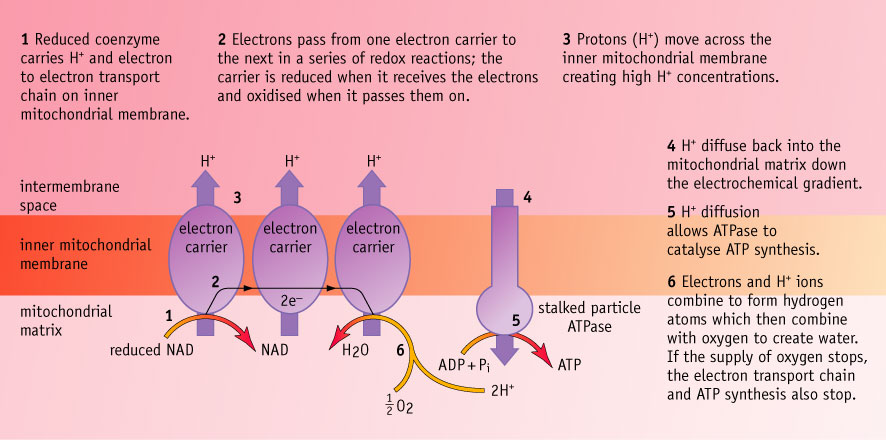 1 Reduced coenzyme
carries H⁺ and electron
to electron transport
chain on inner
mitochondrial membrane.
2 Electrons pass from one electron carrier to
the next in a series of redox reactions; the
carrier is reduced when it receives the electrons
and oxidised when it passes them on.
3 Protons (H⁺) move across the
inner mitochondrial membrane
creating high H⁺ concentrations.
4 H⁺ diffuse back into the
mitochondrial matrix down
the electrochemical gradient.
5 H⁺ diffusion
allows ATPase to
catalyse ATP synthesis.
6 Electrons and H⁺ ions
combine to form hydrogen
atoms which then combine
with oxygen to create water.
If the supply of oxygen stops,
the electron transport chain
and ATP synthesis also stop.
H⁺
H⁺
H⁺
intermembrane
space
3
4
electron
carrier
electron
carrier
electron
carrier
inner mitochondrial
membrane
2
2e⁻
mitochondrial
matrix
1
5
stalked particle
ATPase
reduced NAD
NAD
H2O
6
ADP + Pi
ATP
½O2
2H⁺